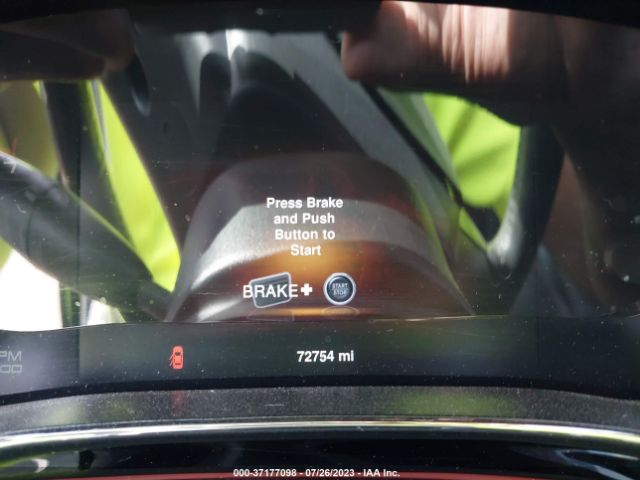 Press Brake
and Push
Button to
Start
BRAKE+
START
STOP
PM
72754 mi
000-37177098 - 07/26/2023 - IAA Inc.